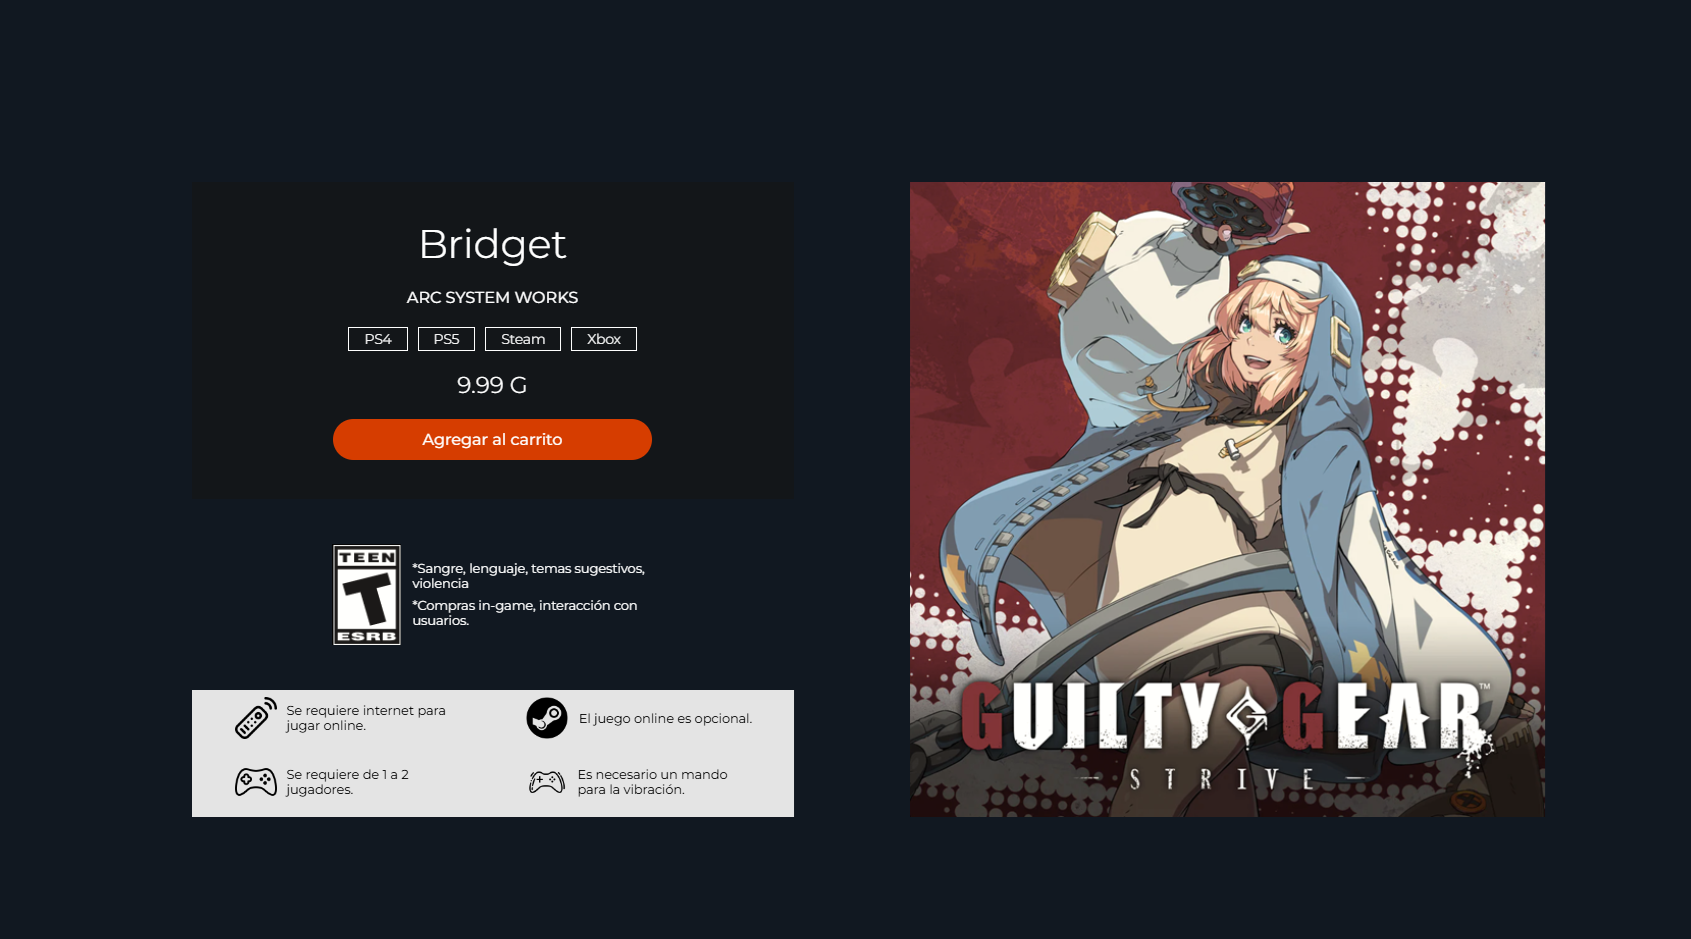 Bridget
ARC SYSTEM WORKS
PS4 PS5 Steam Xbox
9.99 G
Agregar al carrito
TEEN
T
ESRB
*Sangre, lenguaje, temas sugestivos,
violencia
*Compras in-game, interacción con
usuarios.
Se requiere internet para
jugar online.
El juego online es opcional.
Se requiere de 1 a 2
jugadores.
Es necesario un mando
para la vibración.
GUILTY GEAR™
STRIVE